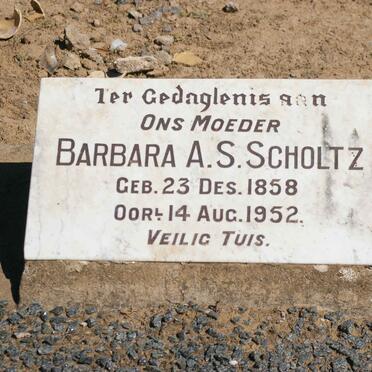 Ter Gedagtenis aan
Ons Moeder
Barbara A.S. Scholtz
Geb. 23 Des. 1858
Oorl. 14 Aug. 1952.
Veilig Tuis.